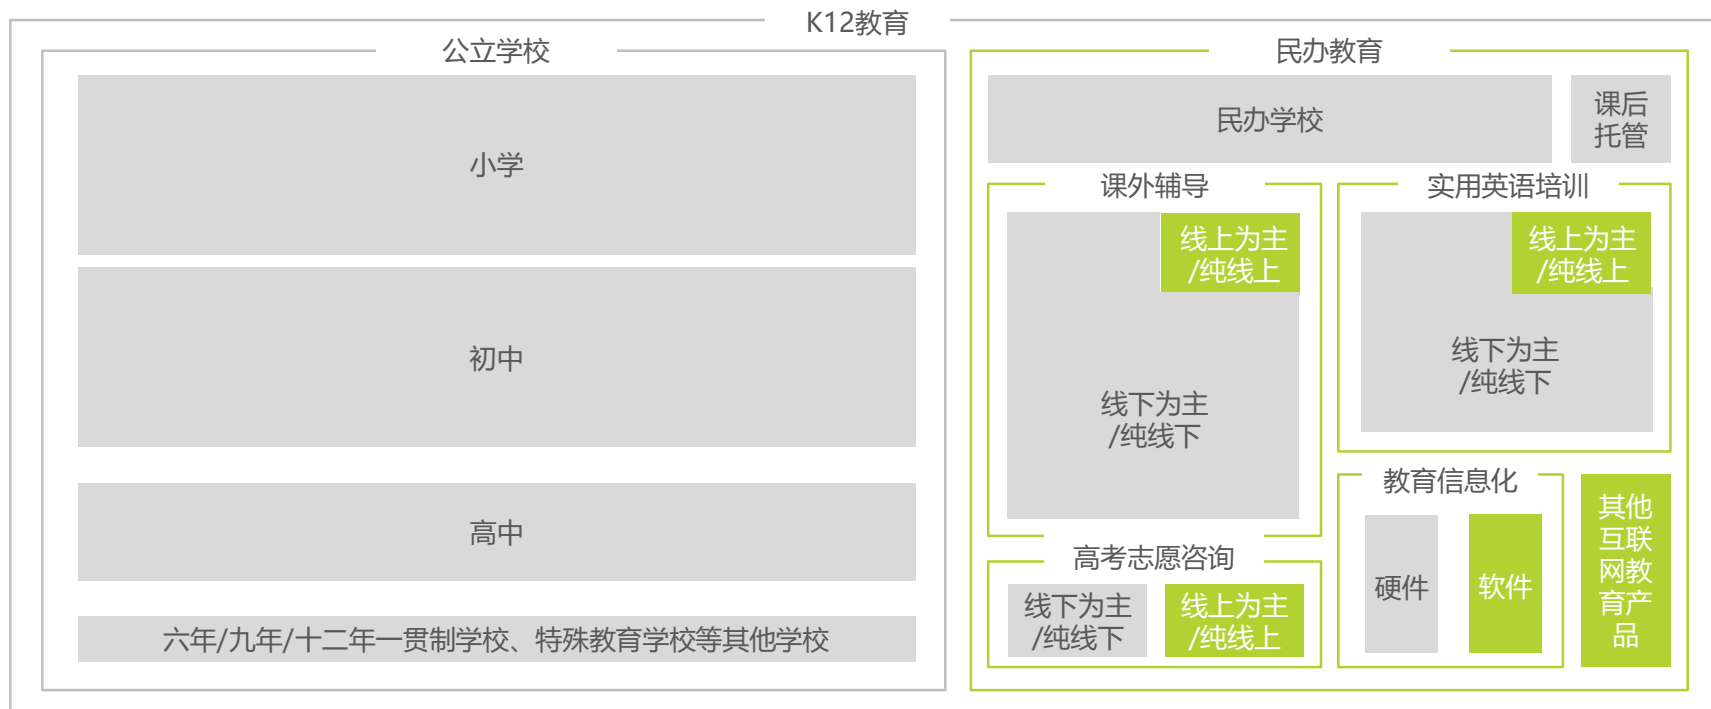 K12教育
公立学校
小学
初中
高中
六年/九年/十二年一贯制学校、特殊教育学校等其他学校
民办教育
民办学校
课后
托管
课外辅导
线上为主
/纯线上
线下为主
/纯线下
实用英语培训
线上为主
/纯线上
线下为主
/纯线下
高考志愿咨询
线下为主
/纯线下
线上为主
/纯线上
教育信息化
硬件
软件
其他
互联
网教
育产
品